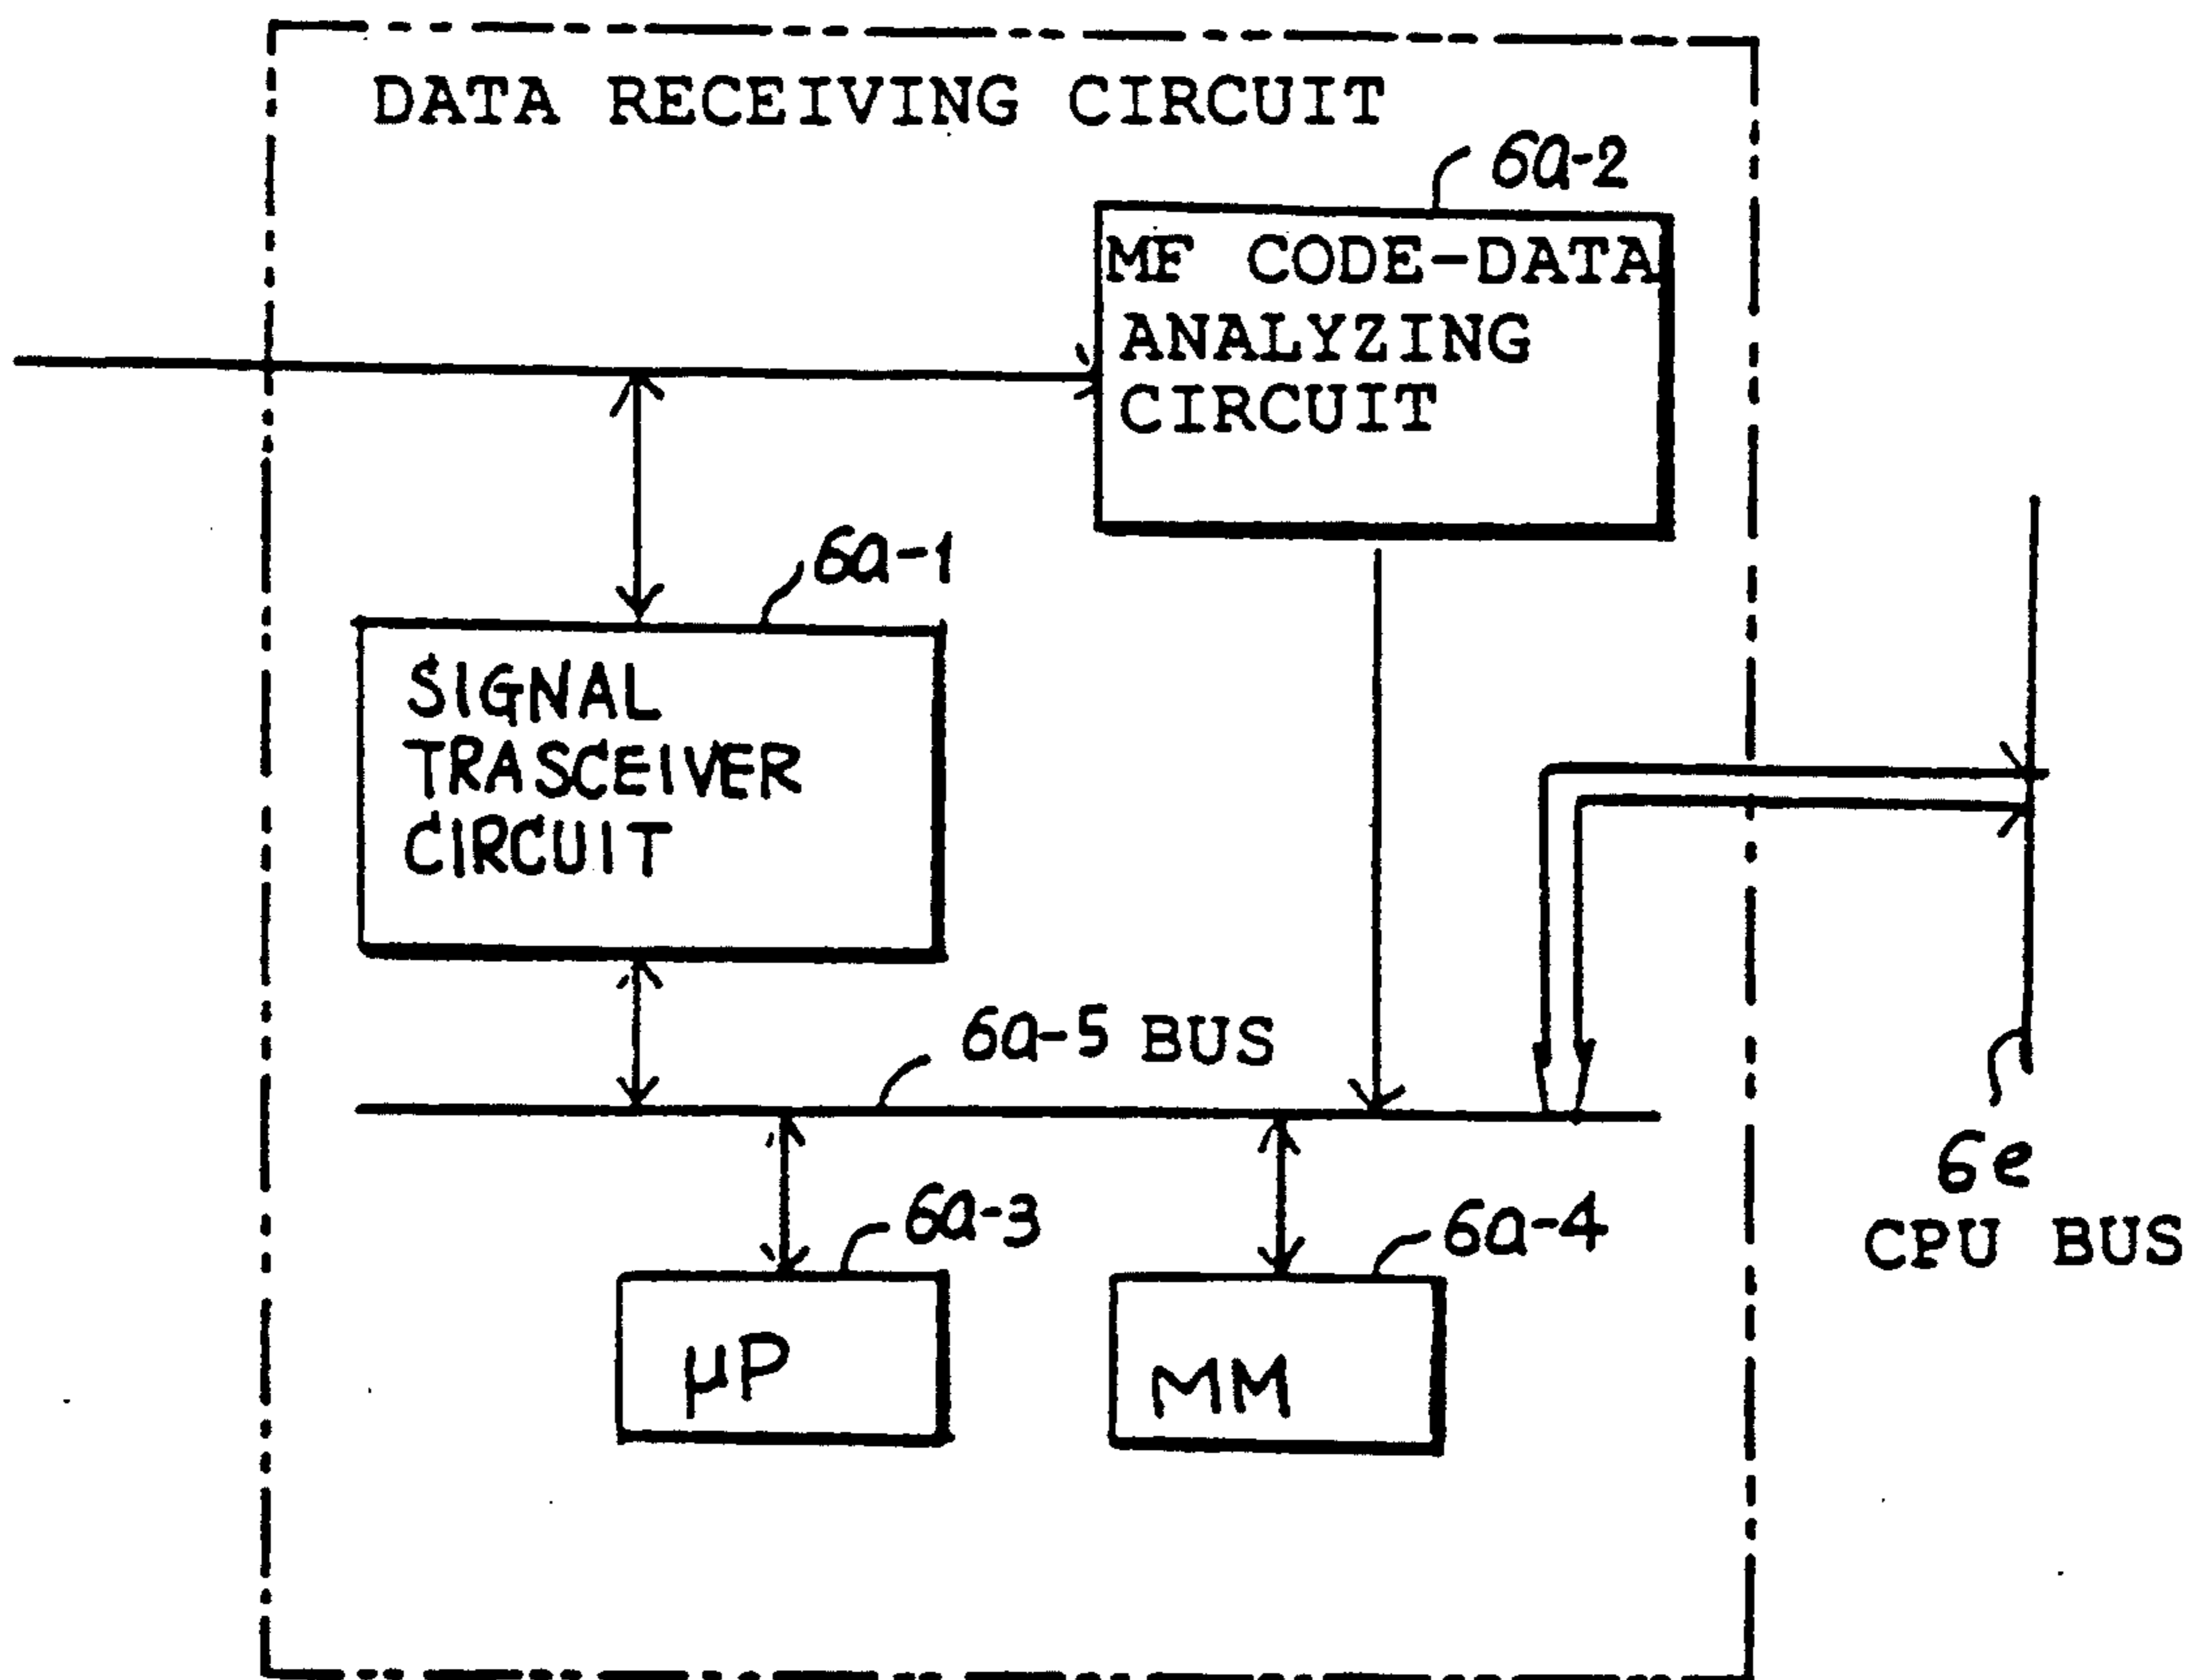 DATA RECEIVING CIRCUIT
6a-2
MF CODE-DATA
ANALYZING
CIRCUIT
6a-1
SIGNAL
TRASCEIVER
CIRCUIT
6a-5 BUS
6a-3
6a-4
6e
CPU BUS
μP
MM